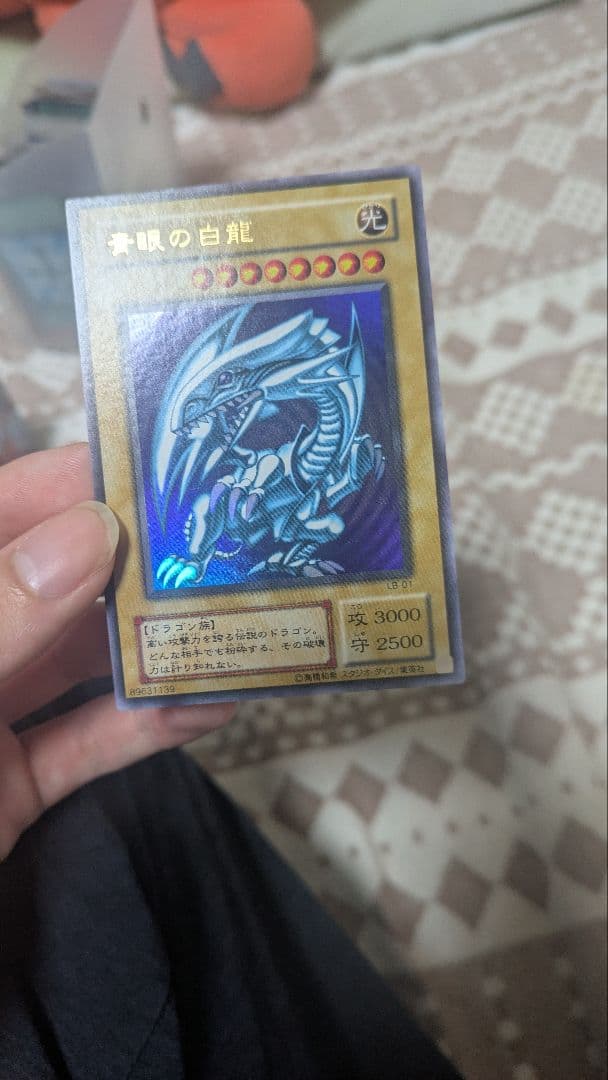 青眼の白龍
光
LB-01
【ドラゴン族】
高い攻撃力を誇る伝説のドラゴン。
どんな相手でも粉砕する、その破壊
力は計り知れない。
攻 3000
守 2500
89631139
©高橋和希 スタジオ・ダイス/集英社